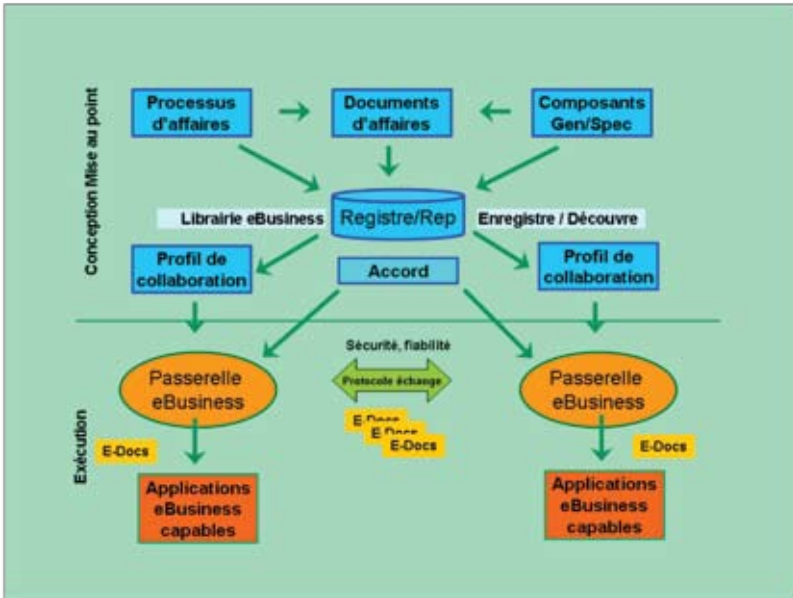 Conception Mise au point
Processus
d'affaires
Documents
d'affaires
Composants
Gen/Spec
Librairie eBusiness
Registre/Rep
Enregistre / Découvre
Profil de
collaboration
Accord
Profil de
collaboration
Exécution
Sécurité, fiabilité
Passerelle
eBusiness
Protocole échange
Passerelle
eBusiness
E-Docs
E-Docs
E-Docs
E-Docs
E-Docs
Applications
eBusiness
capables
Applications
eBusiness
capables